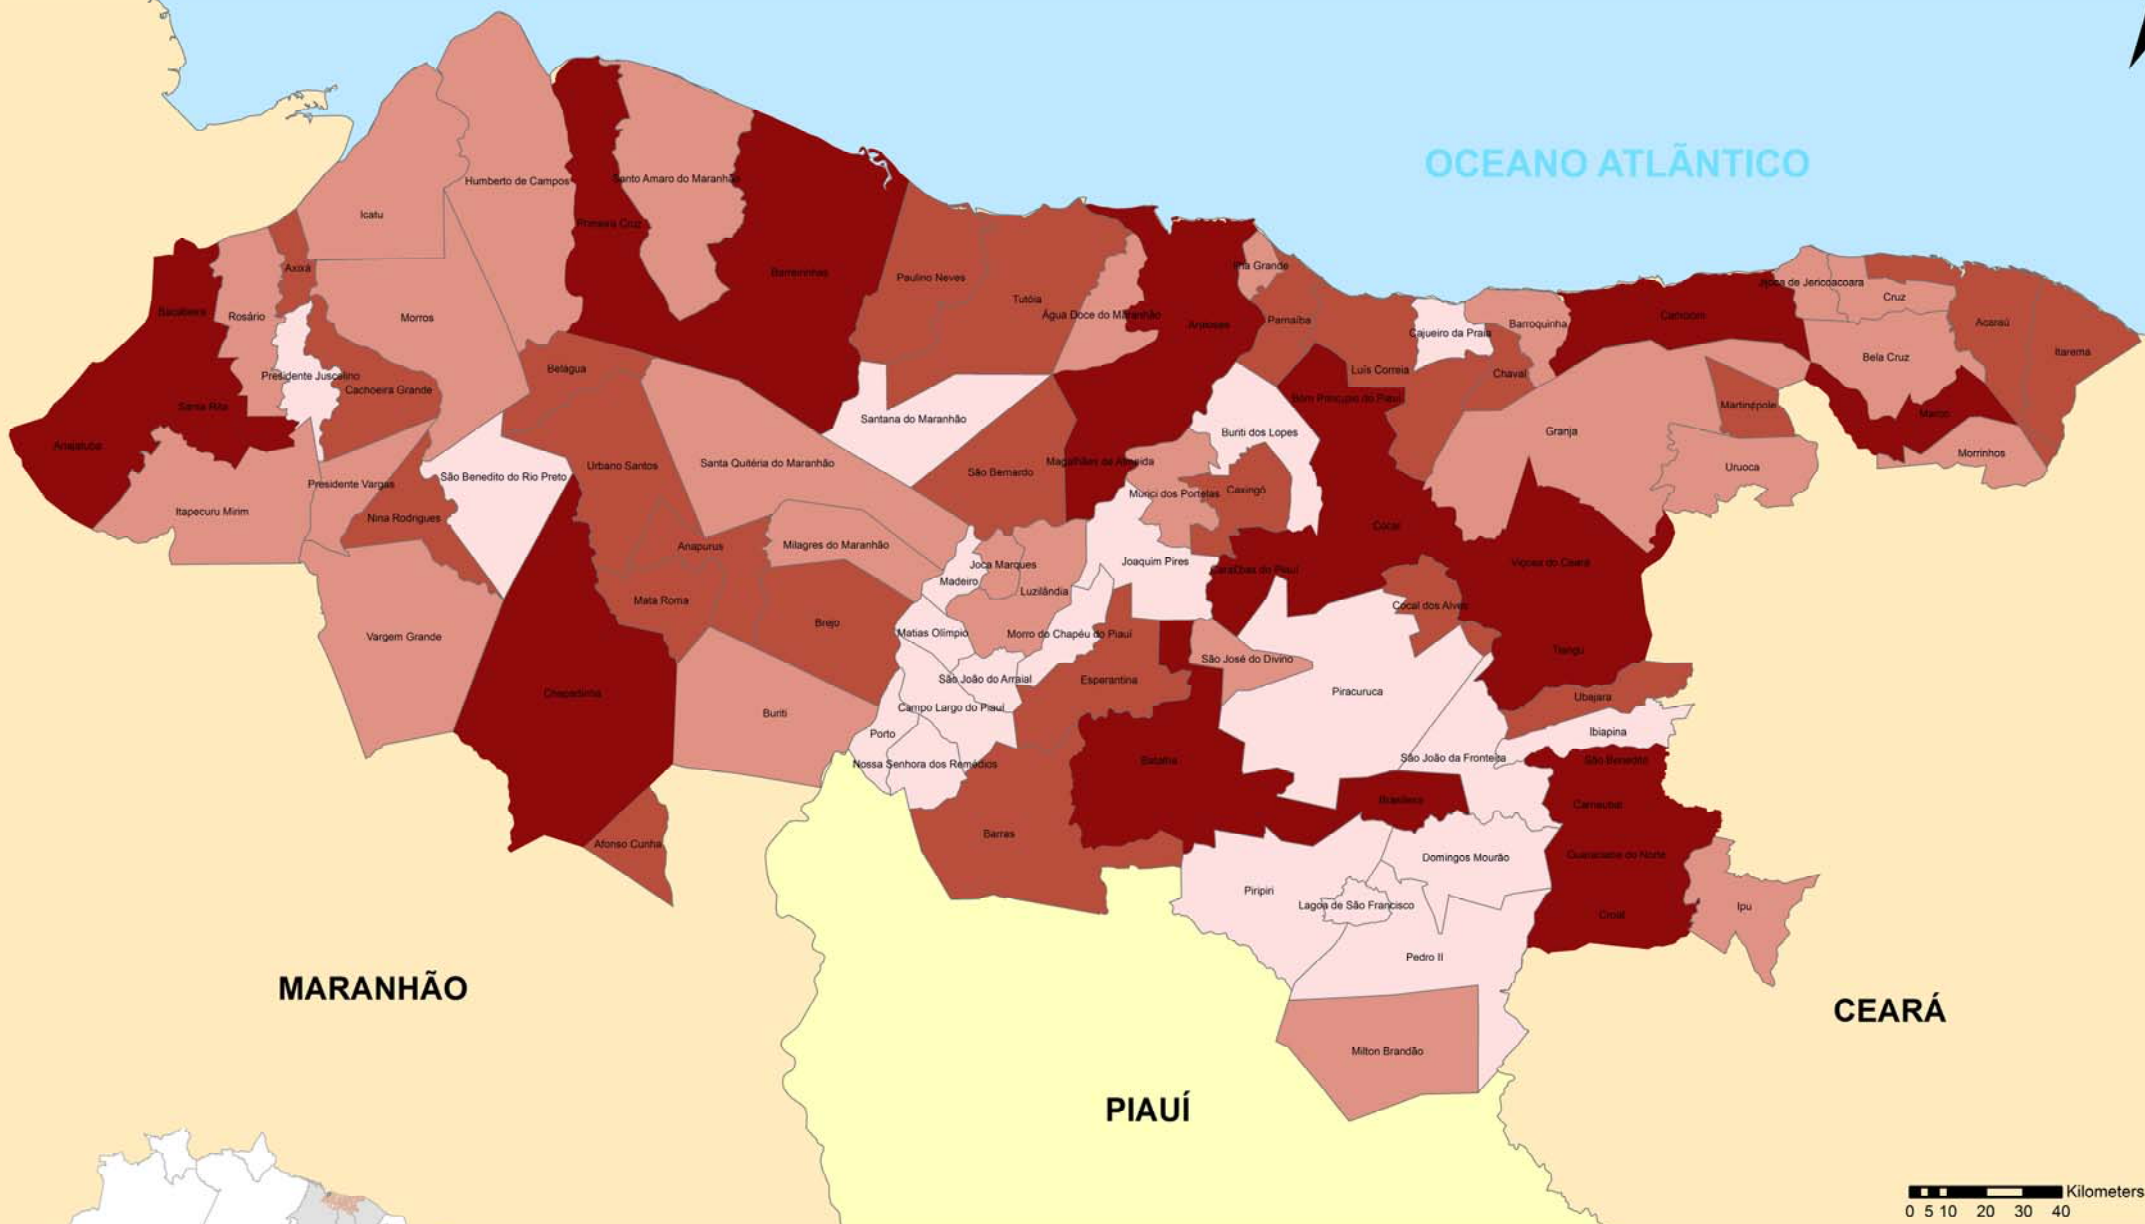 OCEANO ATLÃNTICO
Humberto de Campos
Santo Amaro do Maranhão
Icatu
Primeira Cruz
Axixá
Barreirinhas
Paulino Neves
Tutóia
Ilha Grande
Bacabeira
Rosário
Morros
Água Doce do Maranhão
Araioses
Parnaíba
Cajueiro da Praia
Barroquinha
Camocim
Jijoca de Jericoacoara
Cruz
Acaraú
Itarema
Bela Cruz
Presidente Juscelino
Cachoeira Grande
Belágua
Luís Correia
Chaval
Santa Rita
Santana do Maranhão
Bom Princípio do Piauí
Martinópole
Marco
Anajatuba
Buriti dos Lopes
Granja
Morrinhos
Urbano Santos
Santa Quitéria do Maranhão
São Bernardo
Magalhães de Almeida
Uruoca
Presidente Vargas
São Benedito do Rio Preto
Murici dos Portelas
Caxingó
Itapecuru Mirim
Nina Rodrigues
Cocal
Anapurus
Milagres do Maranhão
Joca Marques
Joaquim Pires
Caraúbas do Piauí
Viçosa do Ceará
Madeiro
Luzilândia
Mata Roma
Cocal dos Alves
Vargem Grande
Brejo
Matias Olímpio
Morro do Chapéu do Piauí
Tianguá
São José do Divino
Chapadinha
São João do Arraial
Esperantina
Piracuruca
Ubajara
Buriti
Campo Largo do Piauí
Porto
Ibiapina
Nossa Senhora dos Remédios
Batalha
São João da Fronteira
São Benedito
Brasileira
Carnaubal
Afonso Cunha
Barras
Domingos Mourão
Guaraciaba do Norte
Piripiri
Lagoa de São Francisco
Croatá
Ipu
Pedro II
MARANHÃO
CEARÁ
Milton Brandão
PIAUÍ
Kilometers
0 5 10 20 30 40